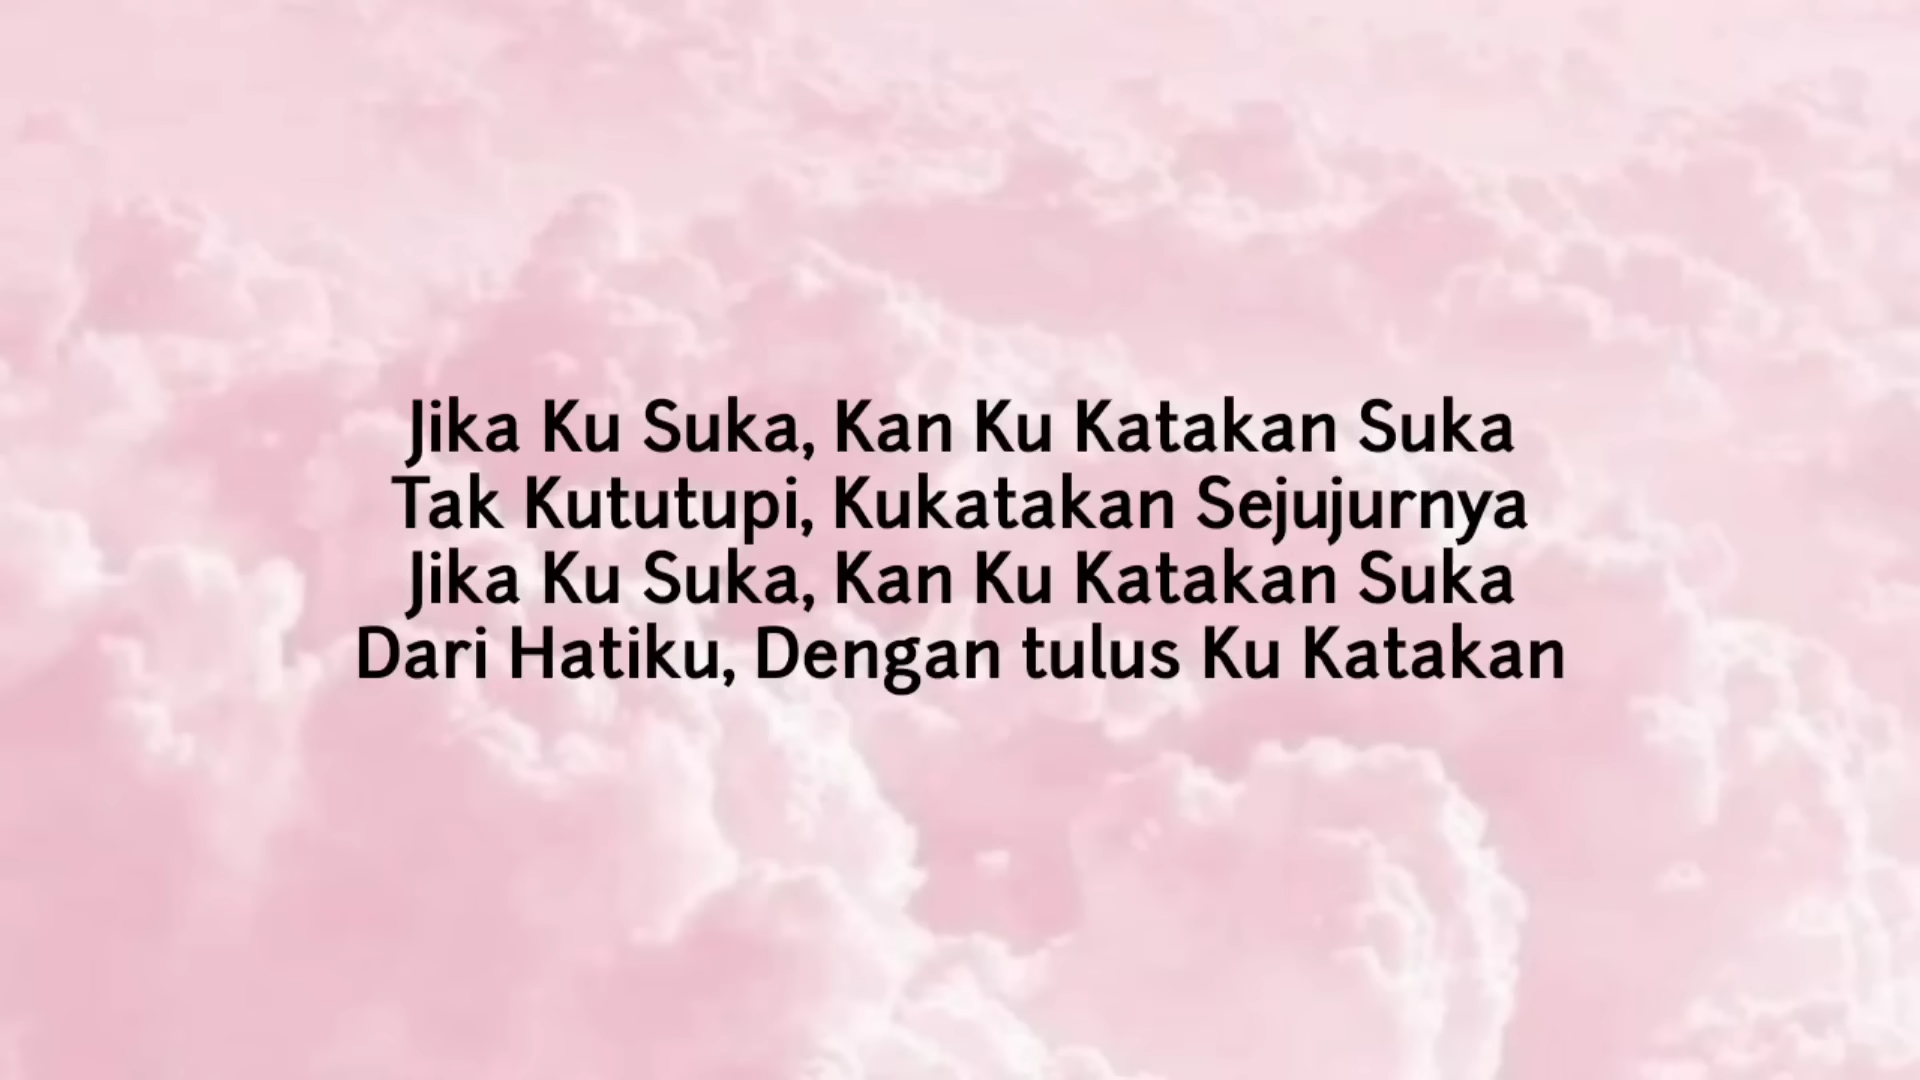 Jika Ku Suka, Kan Ku Katakan Suka
Tak Kututupi, Kukatakan Sejujurnya
Jika Ku Suka, Kan Ku Katakan Suka
Dari Hatiku, Dengan tulus Ku Katakan